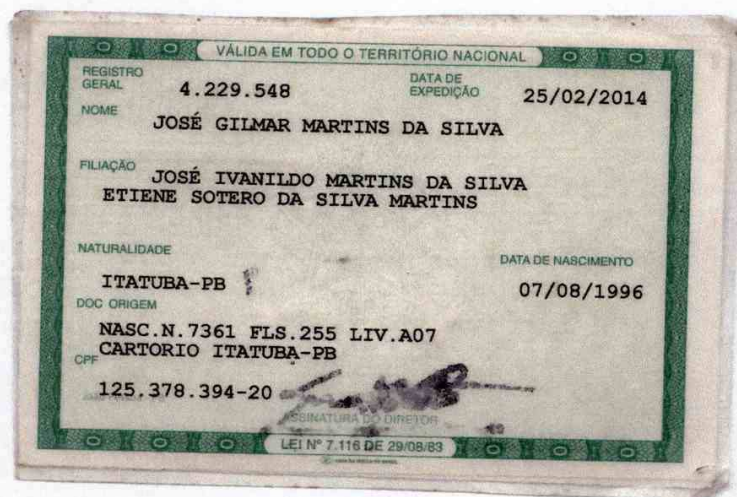 VÁLIDA EM TODO O TERRITÓRIO NACIONAL
REGISTRO GERAL 4.229.548 DATA DE EXPEDIÇÃO 25/02/2014
NOME
JOSÉ GILMAR MARTINS DA SILVA
FILIAÇÃO
JOSÉ IVANILDO MARTINS DA SILVA
ETIENE SOTERO DA SILVA MARTINS
NATURALIDADE DATA DE NASCIMENTO
ITATUBA-PB 07/08/1996
DOC ORIGEM
NASC.N.7361 FLS.255 LIV.A07
CARTORIO ITATUBA-PB
CPF
125.378.394-20
ASSINATURA DO DIRETOR
LEI Nº 7.116 DE 29/08/83